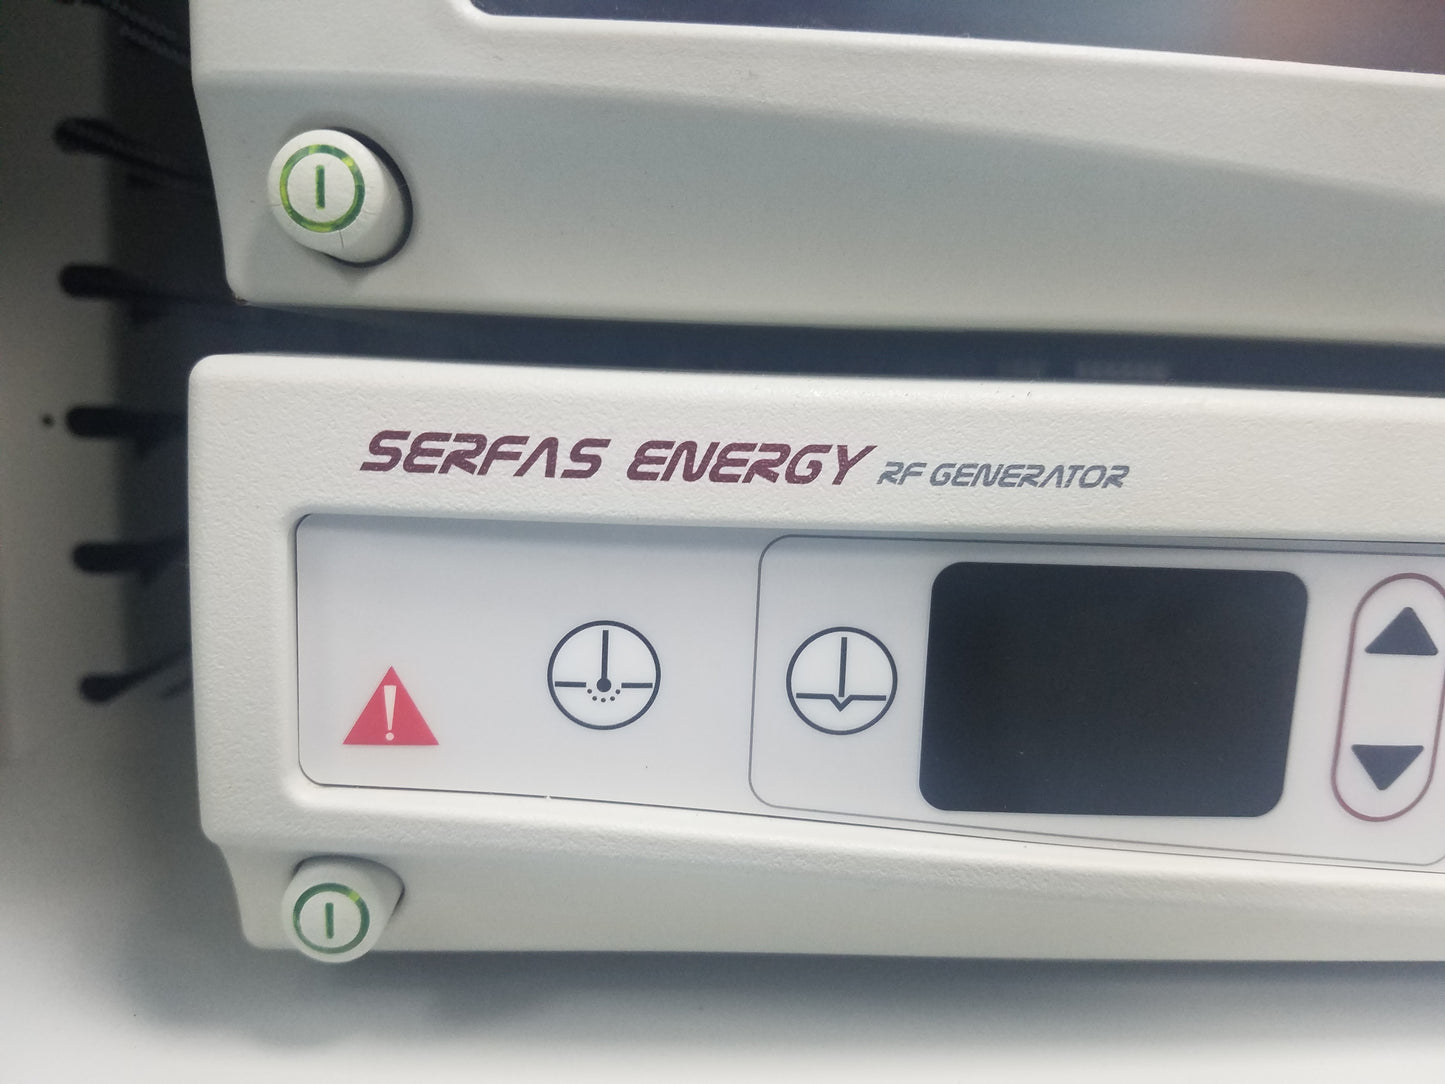 SERFAS ENERGY RF GENERATOR